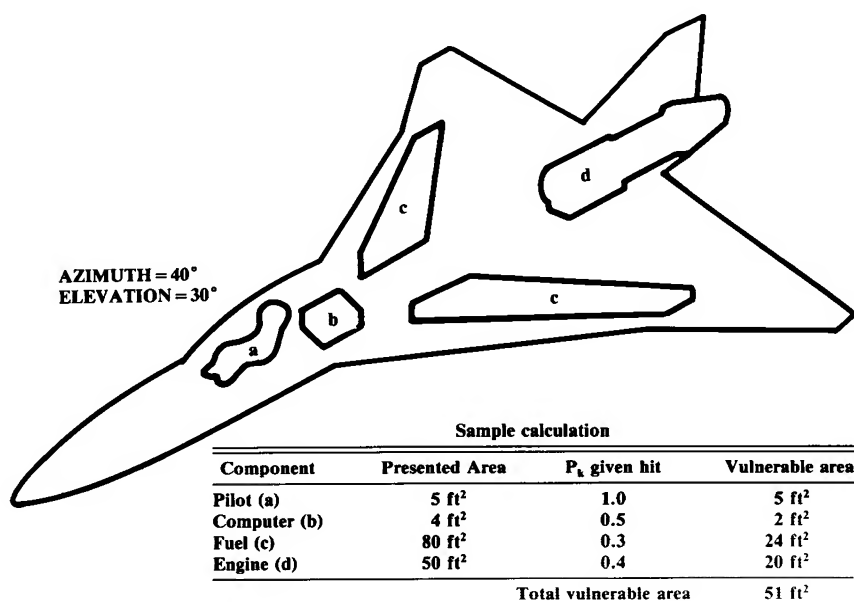 d
c
AZIMUTH = 40°
ELEVATION = 30°
c
b
a
Sample calculation
Component Presented Area Pₖ given hit Vulnerable area
Pilot (a) 5 ft² 1.0 5 ft²
Computer (b) 4 ft² 0.5 2 ft²
Fuel (c) 80 ft² 0.3 24 ft²
Engine (d) 50 ft² 0.4 20 ft²
Total vulnerable area 51 ft²